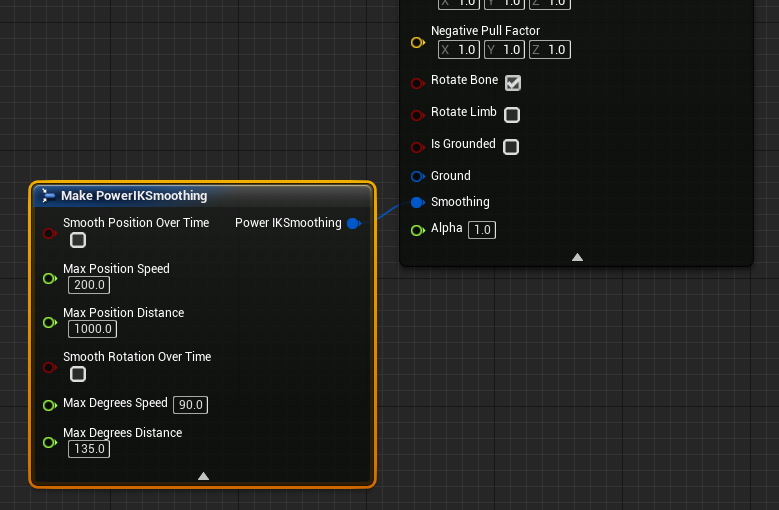 X 1.0 Y 1.0 Z 1.0
Negative Pull Factor
X 1.0 Y 1.0 Z 1.0
Rotate Bone
Rotate Limb
Is Grounded
Ground
Smoothing
Alpha 1.0
Make PowerIKSmoothing
Smooth Position Over Time Power IKSmoothing
Max Position Speed
200.0
Max Position Distance
1000.0
Smooth Rotation Over Time
Max Degrees Speed 90.0
Max Degrees Distance
135.0